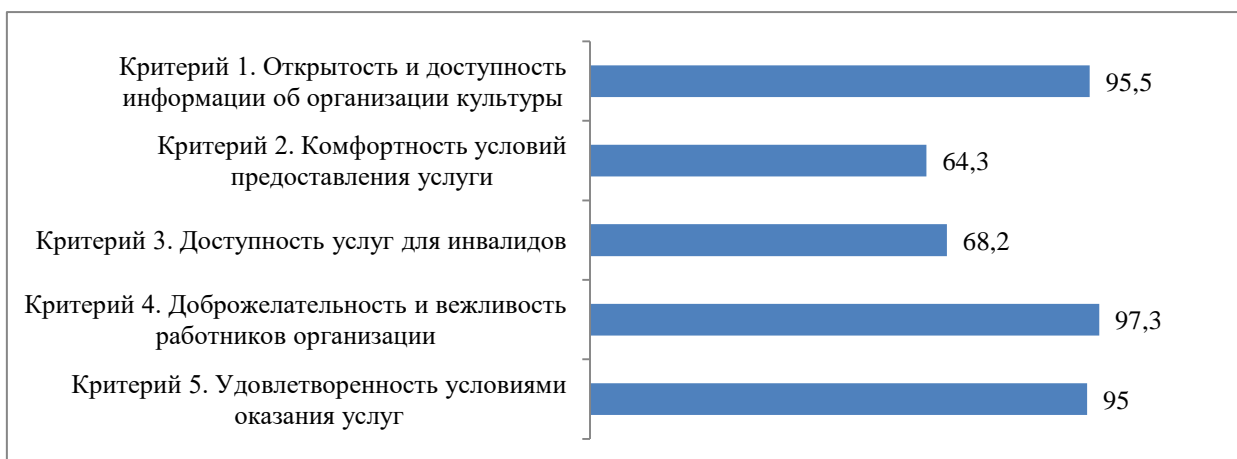 Критерий 1. Открытость и доступность
информации об организации культуры
95,5
Критерий 2. Комфортность условий
предоставления услуги
64,3
Критерий 3. Доступность услуг для инвалидов
68,2
Критерий 4. Доброжелательность и вежливость
работников организации
97,3
Критерий 5. Удовлетворенность условиями
оказания услуг
95